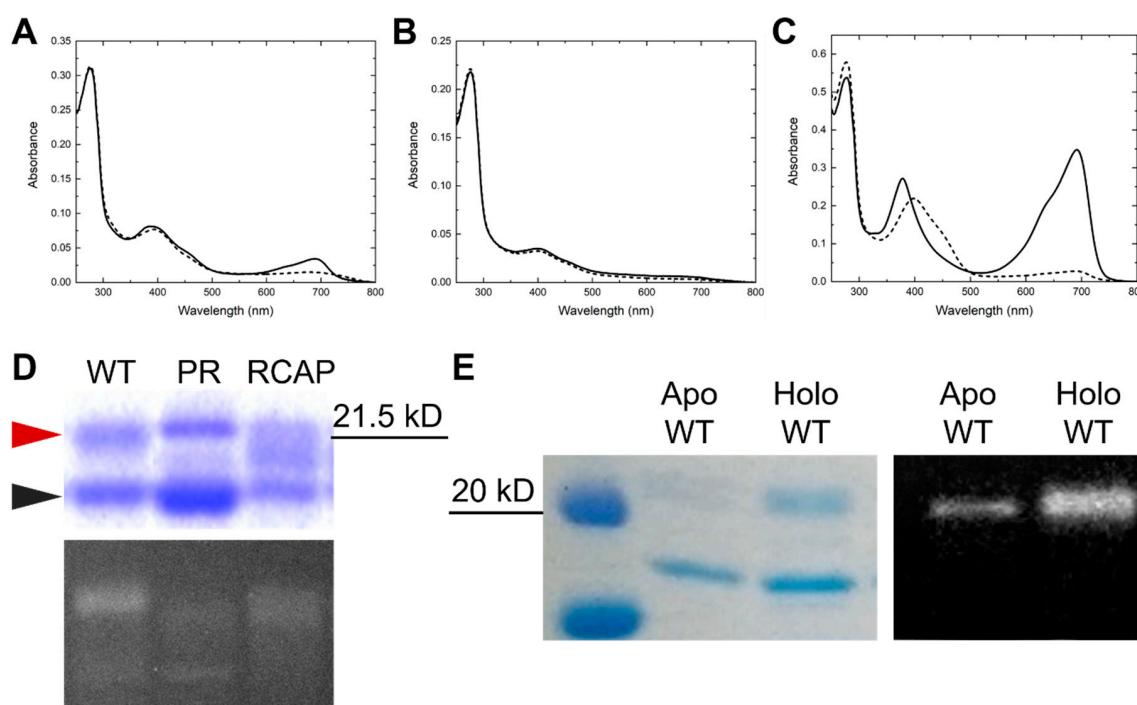 A
B
C
0.35
0.30
0.25
0.20
0.15
0.10
0.05
0.00
Absorbance
300 400 500 600 700 800
Wavelength (nm)
0.25
0.20
0.15
0.10
0.05
0.00
Absorbance
300 400 500 600 700 800
Wavelength (nm)
0.6
0.5
0.4
0.3
0.2
0.1
0.0
Absorbance
300 400 500 600 700 80
Wavelength (nm)
D
WT PR RCAP
21.5 kD
E
Apo WT
Holo WT
Apo WT
Holo WT
20 kD